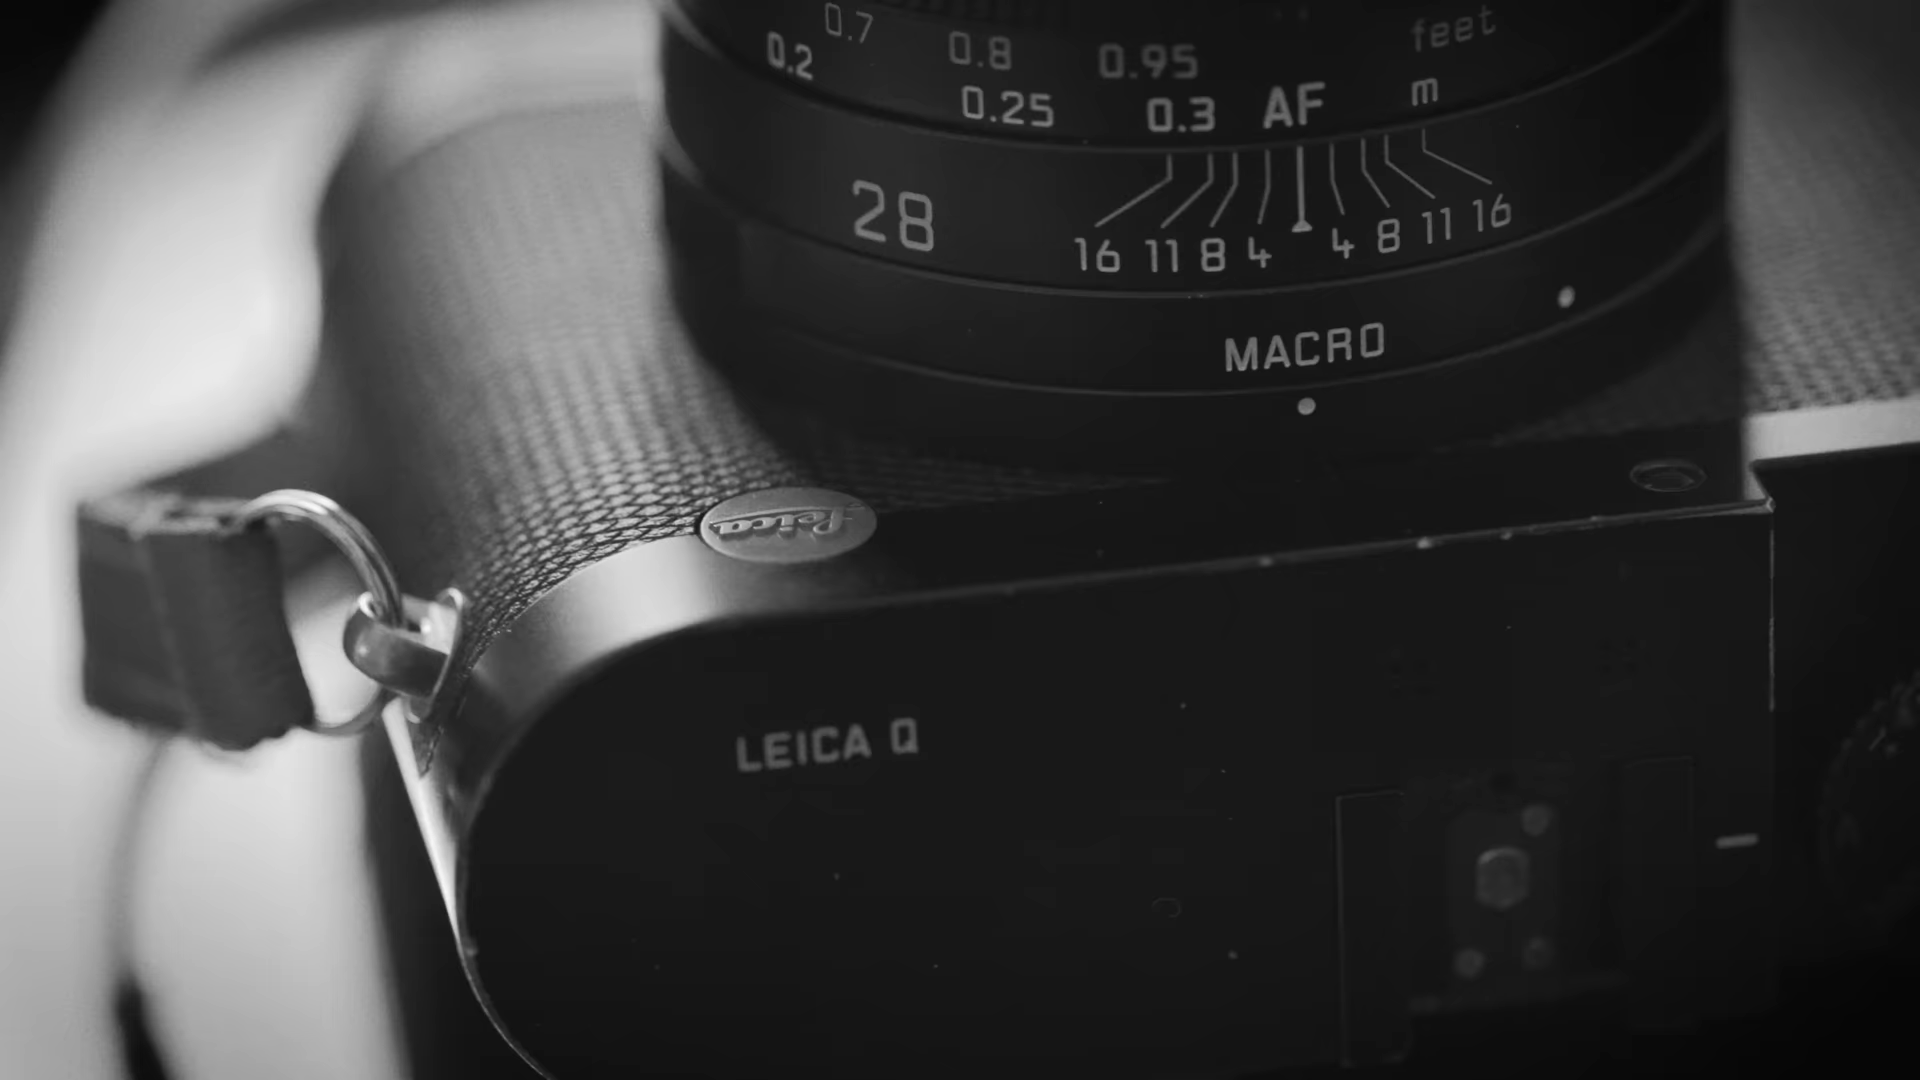 0.7 0.8 0.95 feet
0.2 0.25 0.3 AF m
28
16 11 8 4 4 8 11 16
MACRO
Leica
LEICA Q